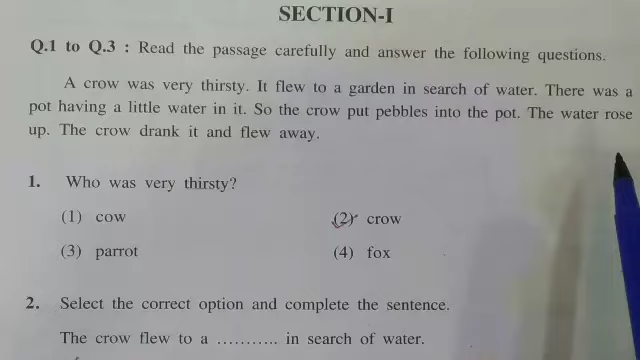 SECTION-I
Q.1 to Q.3 : Read the passage carefully and answer the following questions.
A crow was very thirsty. It flew to a garden in search of water. There was a
pot having a little water in it. So the crow put pebbles into the pot. The water rose
up. The crow drank it and flew away.
1. Who was very thirsty?
(1) cow (2) crow
(3) parrot (4) fox
2. Select the correct option and complete the sentence.
The crow flew to a ........... in search of water.